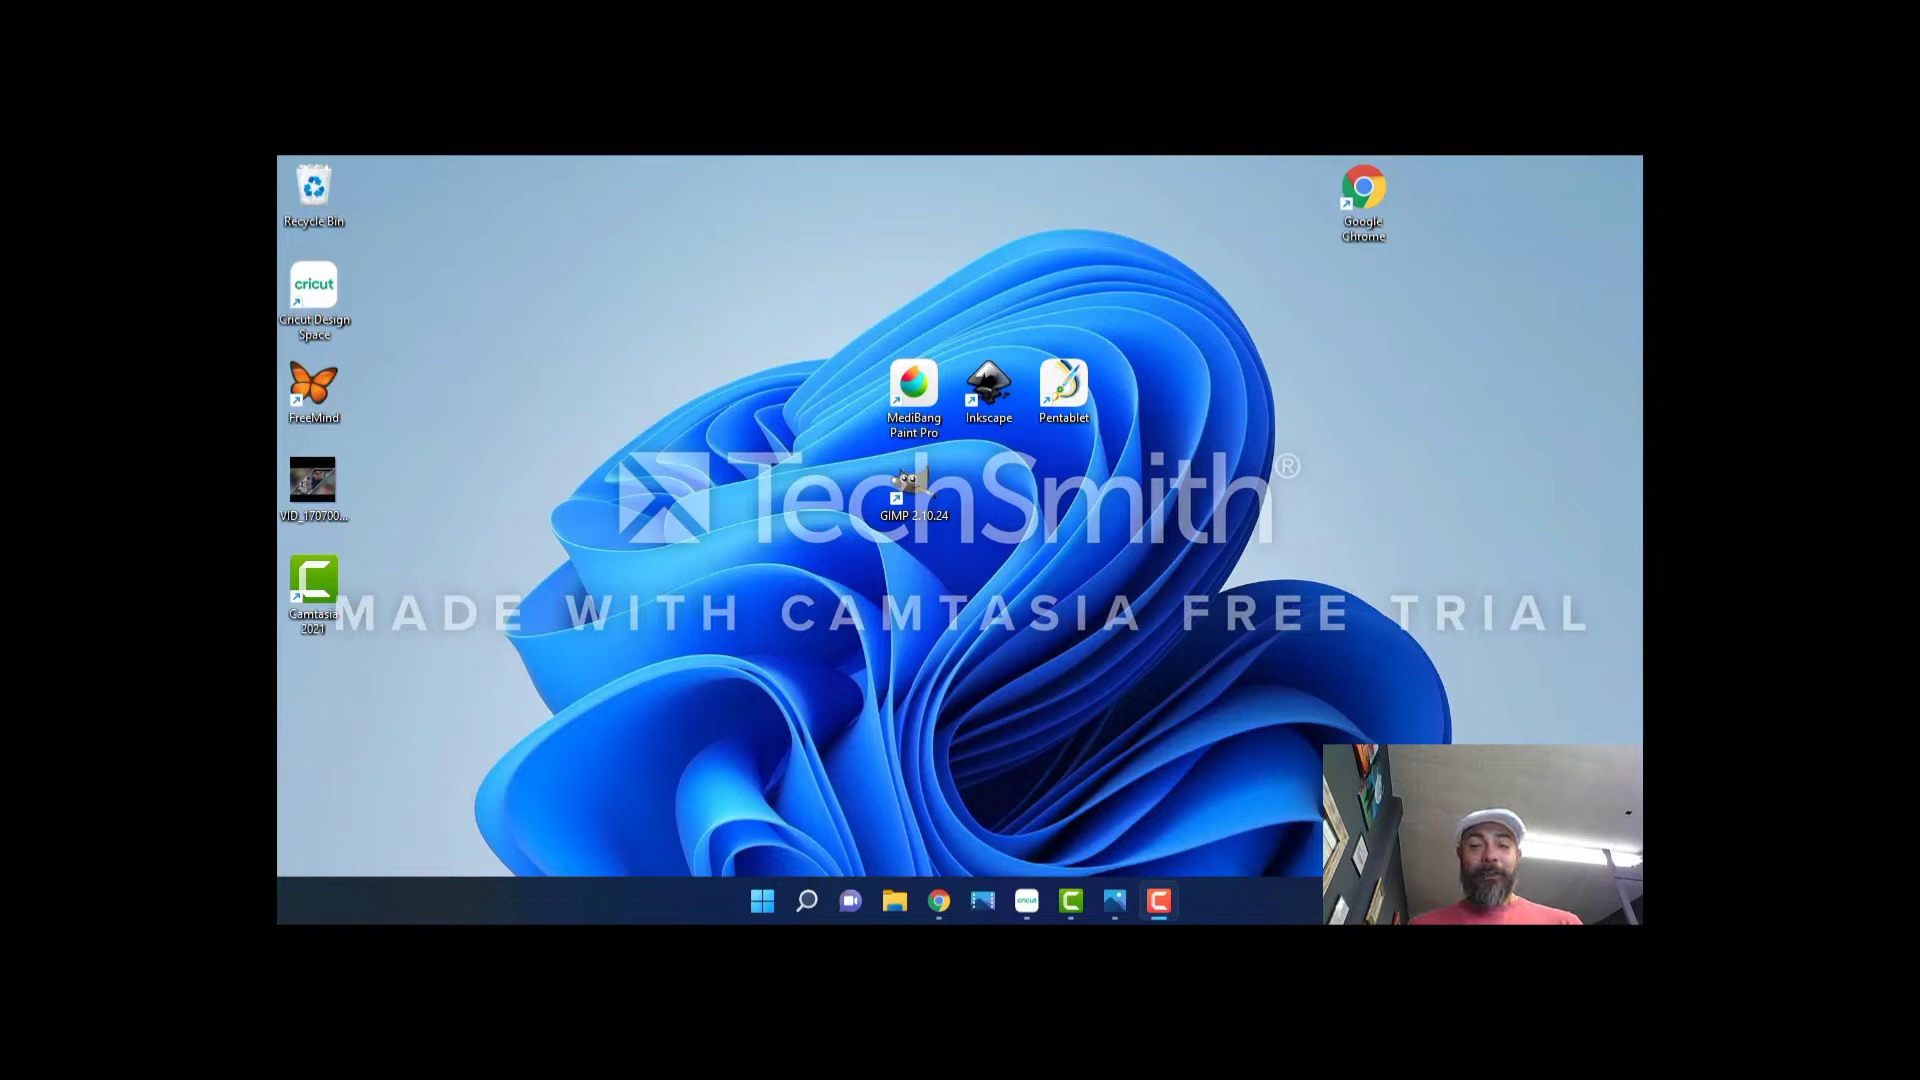 Recycle Bin
Google
Chrome
cricut
Cricut Design
Space
FreeMind
MediBang
Paint Pro
Inkscape
Pentablet
VID_170700...
GIMP 2.10.24
TechSmith®
Camtasia
2021
MADE WITH CAMTASIA FREE TRIAL
cricut